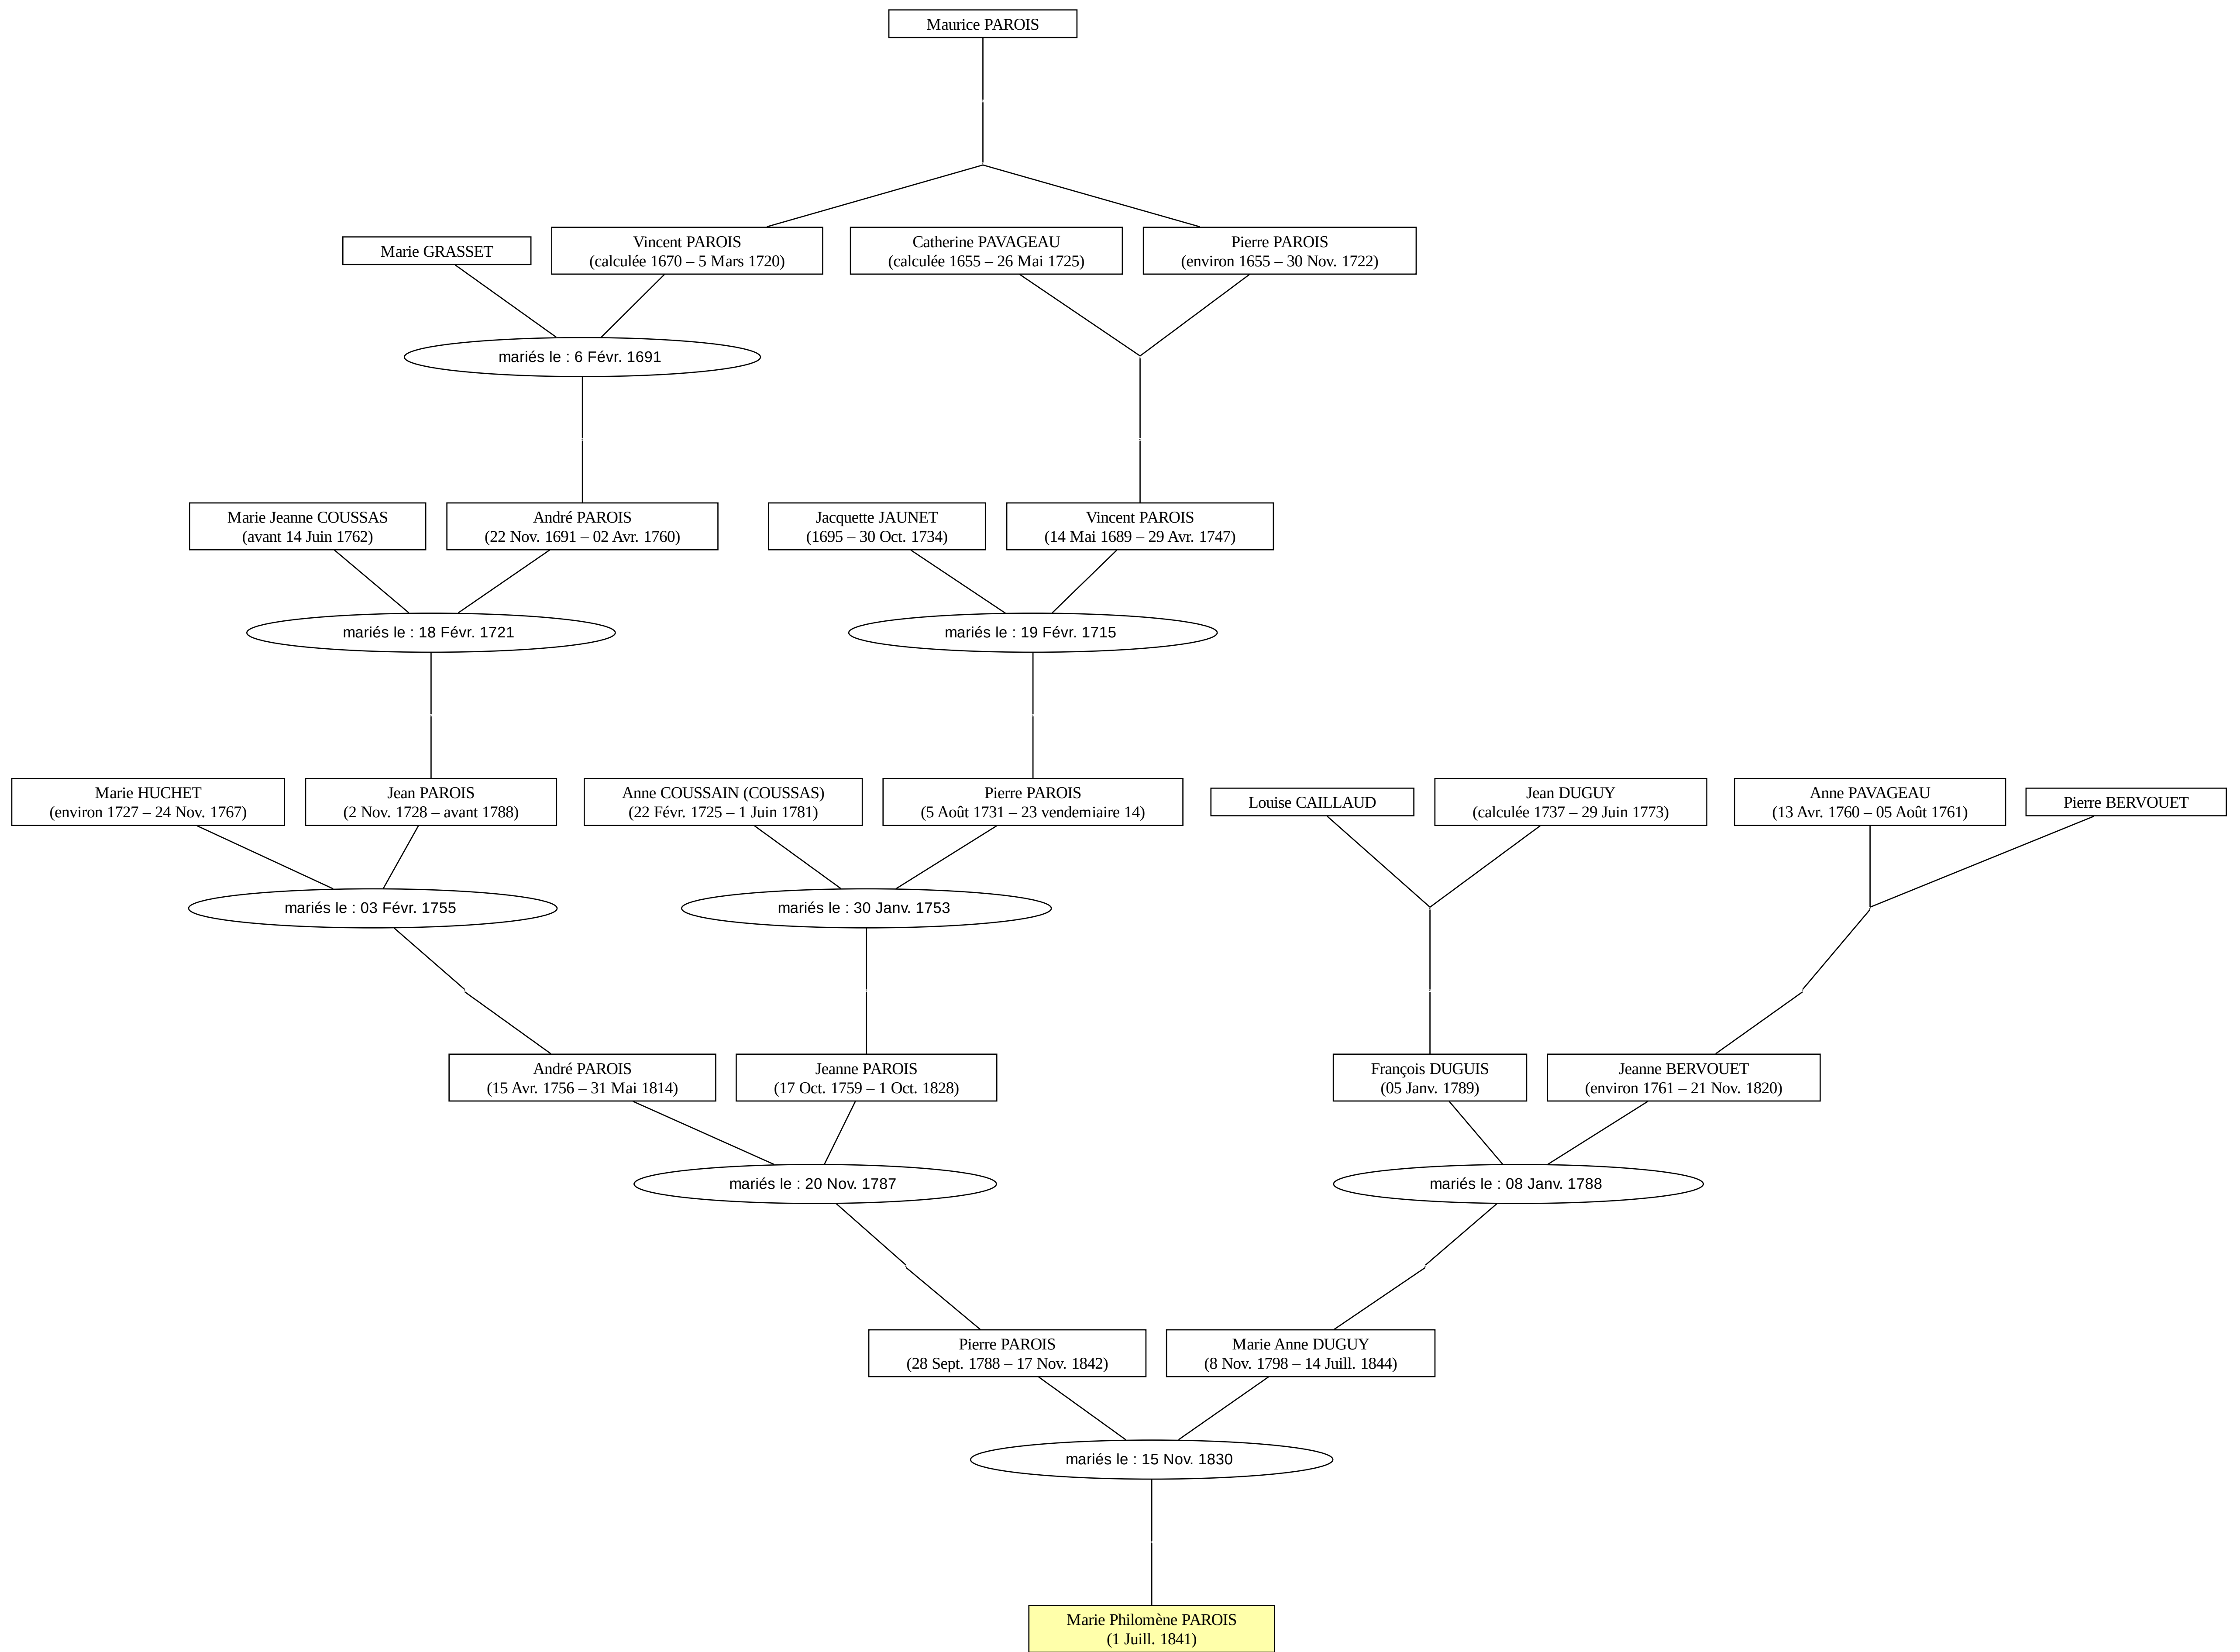 Maurice PAROIS
Marie GRASSET
Vincent PAROIS
(calculée 1670 – 5 Mars 1720)
Catherine PAVAGEAU
(calculée 1655 – 26 Mai 1725)
Pierre PAROIS
(environ 1655 – 30 Nov. 1722)
mariés le : 6 Févr. 1691
Marie Jeanne COUSSAS
(avant 14 Juin 1762)
André PAROIS
(22 Nov. 1691 – 02 Avr. 1760)
Jacquette JAUNET
(1695 – 30 Oct. 1734)
Vincent PAROIS
(14 Mai 1689 – 29 Avr. 1747)
mariés le : 18 Févr. 1721
mariés le : 19 Févr. 1715
Marie HUCHET
(environ 1727 – 24 Nov. 1767)
Jean PAROIS
(2 Nov. 1728 – avant 1788)
Anne COUSSAIN (COUSSAS)
(22 Févr. 1725 – 1 Juin 1781)
Pierre PAROIS
(5 Août 1731 – 23 vendemiaire 14)
Louise CAILLAUD
Jean DUGUY
(calculée 1737 – 29 Juin 1773)
Anne PAVAGEAU
(13 Avr. 1760 – 05 Août 1761)
Pierre BERVOUET
mariés le : 03 Févr. 1755
mariés le : 30 Janv. 1753
André PAROIS
(15 Avr. 1756 – 31 Mai 1814)
Jeanne PAROIS
(17 Oct. 1759 – 1 Oct. 1828)
François DUGUIS
(05 Janv. 1789)
Jeanne BERVOUET
(environ 1761 – 21 Nov. 1820)
mariés le : 20 Nov. 1787
mariés le : 08 Janv. 1788
Pierre PAROIS
(28 Sept. 1788 – 17 Nov. 1842)
Marie Anne DUGUY
(8 Nov. 1798 – 14 Juill. 1844)
mariés le : 15 Nov. 1830
Marie Philomène PAROIS
(1 Juill. 1841)